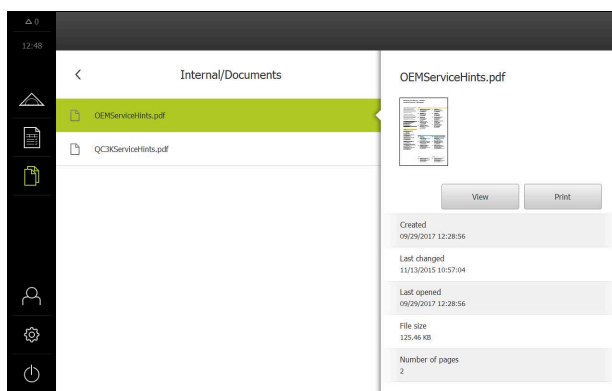 △ 0
12:48
Internal/Documents
OEMServiceHints.pdf
QC3KServiceHints.pdf
OEMServiceHints.pdf
View Print
Created
09/29/2017 12:28:56
Last changed
11/13/2015 10:57:04
Last opened
09/29/2017 12:28:56
File size
125.46 KB
Number of pages
2